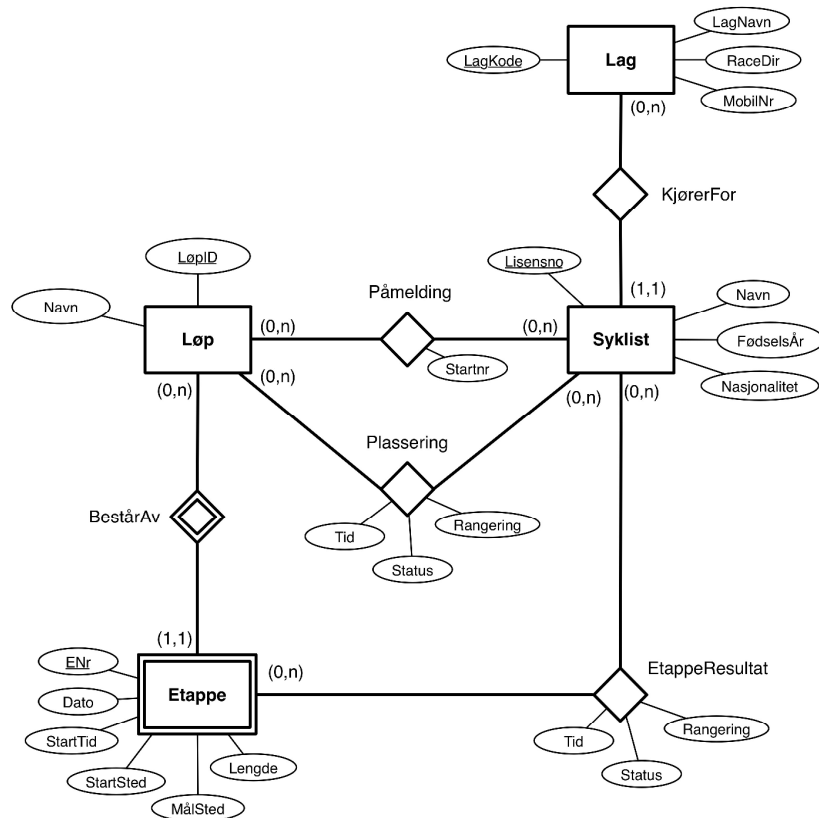 LagNavn
LagKode
Lag
RaceDir
MobilNr
(0,n)
KjørerFor
LøpID
Lisensno
(1,1)
Navn
Påmelding
Navn
(0,n)
(0,n)
Løp
Syklist
FødselsÅr
Startnr
(0,n)
(0,n)
(0,n)
(0,n)
Nasjonalitet
Plassering
BestårAv
Tid
Rangering
Status
(1,1)
ENr
(0,n)
EtappeResultat
Etappe
Dato
StartTid
Tid
Rangering
StartSted
Lengde
Status
MålSted